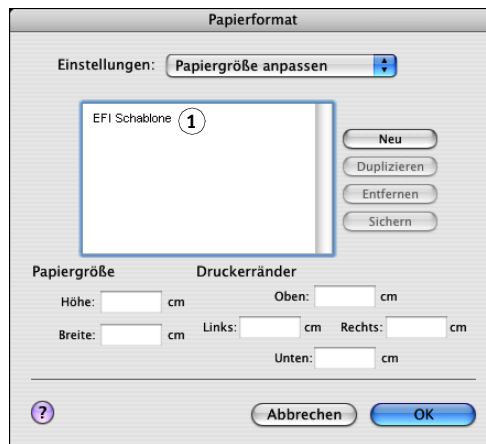 Papierformat
Einstellungen: Papiergröße anpassen
EFI Schablone 1
Neu
Duplizieren
Entfernen
Sichern
Papiergröße Druckerränder
Höhe: cm Oben: cm
Breite: cm Links: cm Rechts: cm
Unten: cm
? Abbrechen OK